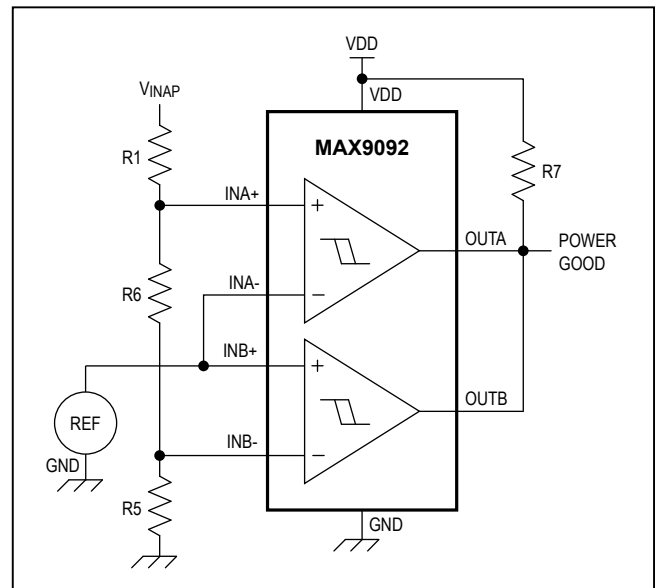 VDD
VDD
VINAP
MAX9092
R1
R7
INA+
+
OUTA
POWER
GOOD
R6
INA-
−
INB+
+
REF
OUTB
GND
INB-
−
R5
GND